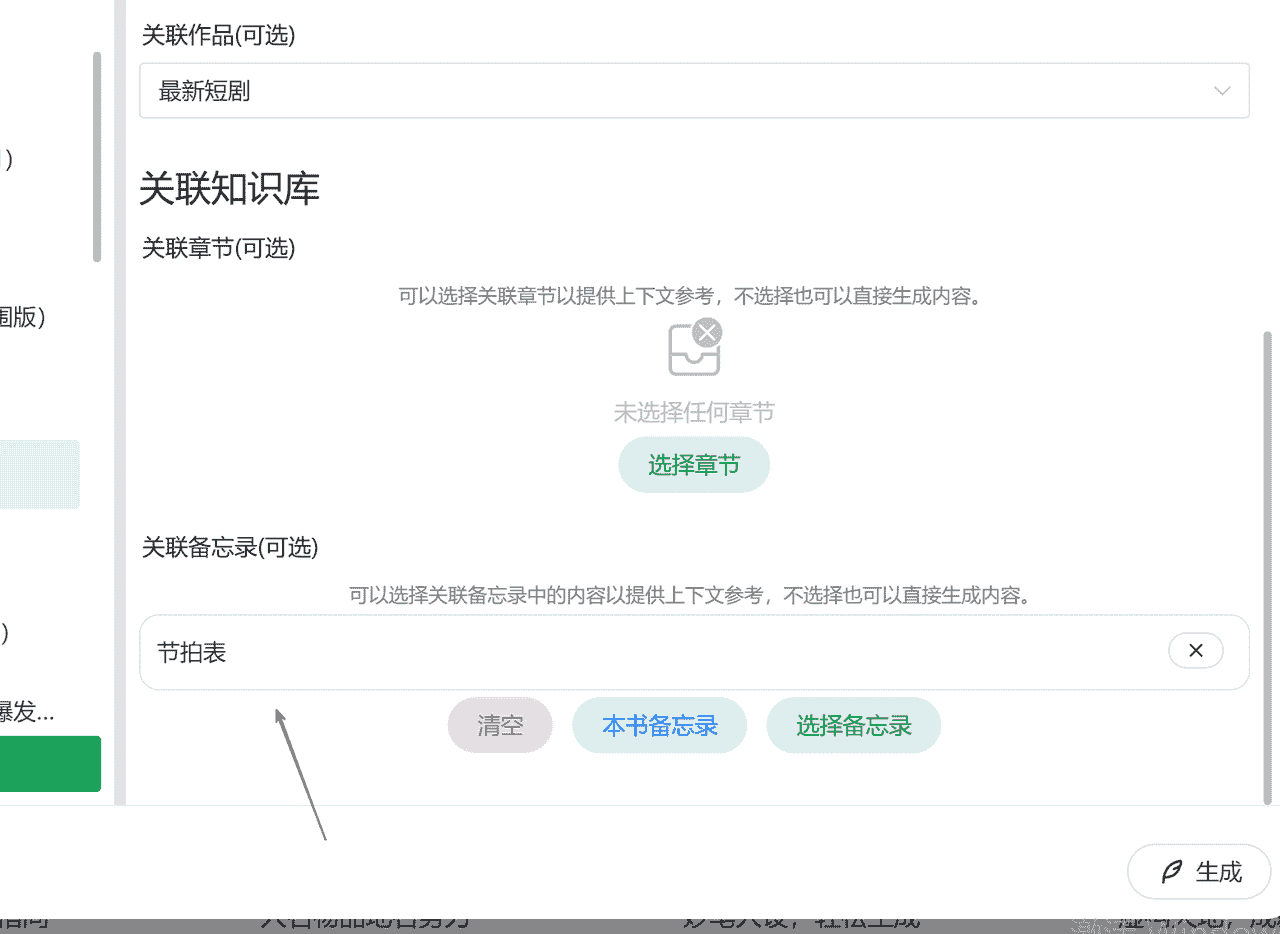 关联作品(可选)
最新短剧
)
关联知识库
关联章节(可选)
可以选择关联章节以提供上下文参考，不选择也可以直接生成内容。
围版)
未选择任何章节
选择章节
关联备忘录(可选)
可以选择关联备忘录中的内容以提供上下文参考，不选择也可以直接生成内容。
)
节拍表
爆发...
清空
本书备忘录
选择备忘录
生成